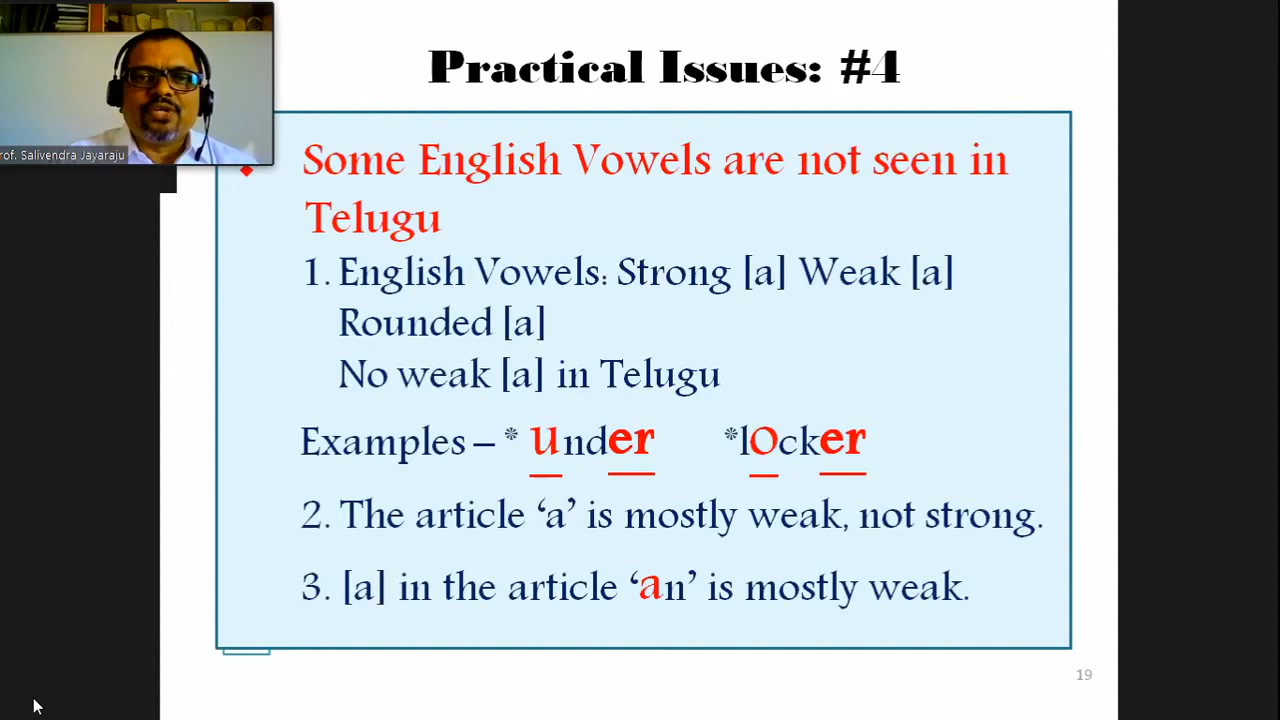 Practical Issues: #4
rof. Salivendra Jayaraju
Some English Vowels are not seen in
Telugu
1. English Vowels: Strong [a] Weak [a]
Rounded [a]
No weak [a] in Telugu
Examples – * under *locker
2. The article ‘a’ is mostly weak, not strong.
3. [a] in the article ‘an’ is mostly weak.
19